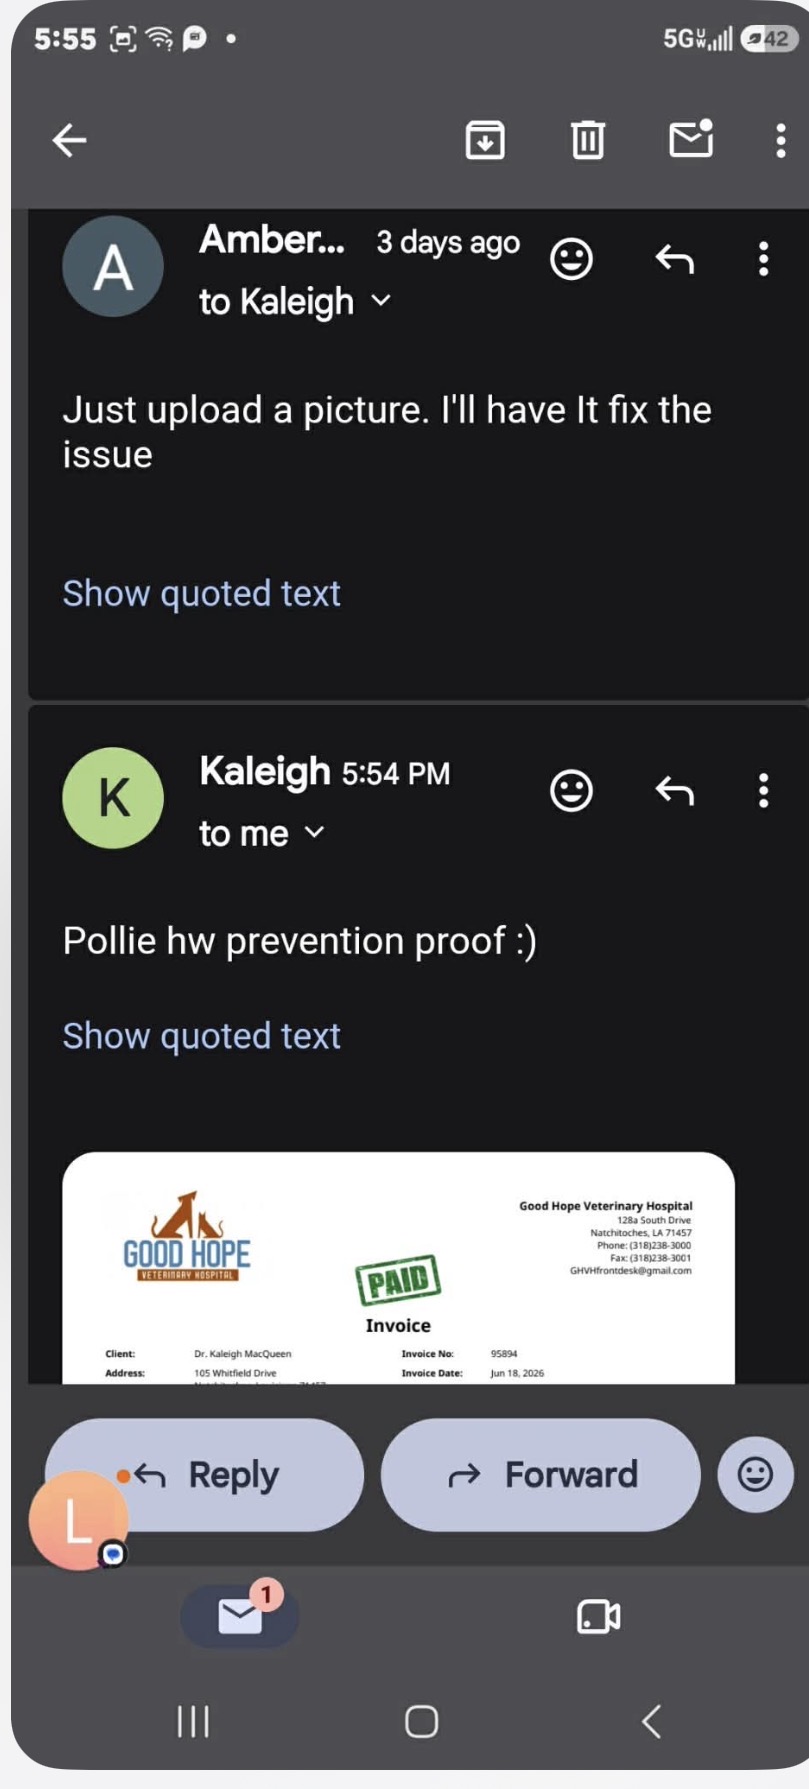 5:55
5G UW 42
A
Amber... 3 days ago
to Kaleigh
Just upload a picture. I'll have It fix the
issue
Show quoted text
K
Kaleigh 5:54 PM
to me
Pollie hw prevention proof :)
Show quoted text
GOOD HOPE
VETERINARY HOSPITAL
PAID
Invoice
Good Hope Veterinary Hospital
128a South Drive
Natchitoches, LA 71457
Phone: (318)238-3000
Fax: (318)238-3001
GHVHfrontdesk@gmail.com
Client: Dr. Kaleigh MacQueen Invoice No: 95894
Address: 105 Whitfield Drive Invoice Date: Jun 18, 2026
Reply
Forward
L
1